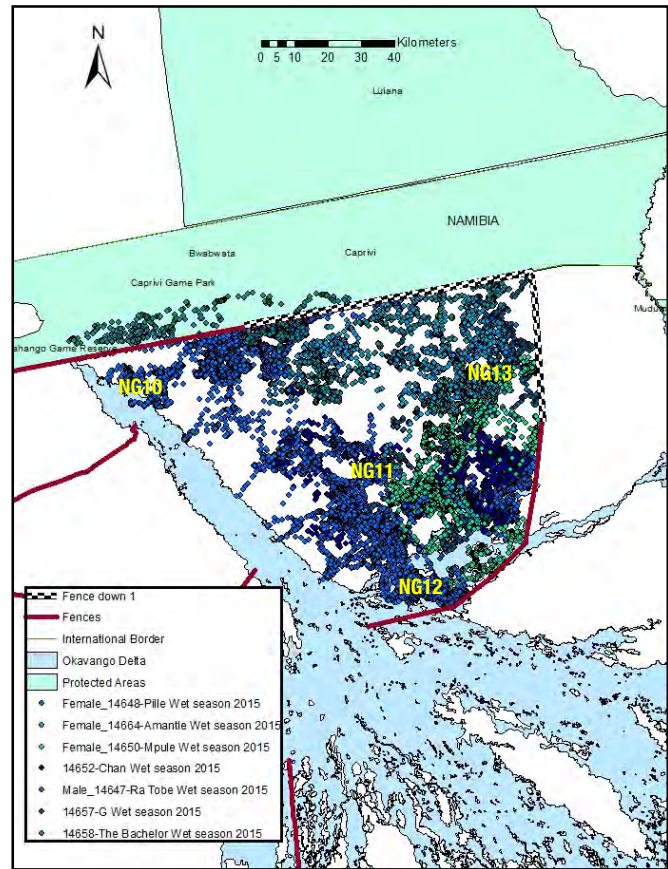 N
Kilometers
0 5 10 20 30 40
Luiana
NAMIBIA
Bwabwata
Caprivi
Caprivi Game Park
Mudu
ahango Game Reserve
NG10
NG13
NG11
NG12
Fence down 1
Fences
International Border
Okavango Delta
Protected Areas
Female_14648-Pille Wet season 2015
Female_14664-Amantle Wet season 2015
Female_14650-Mpule Wet season 2015
14652-Chan Wet season 2015
Male_14647-Ra Tobe Wet season 2015
14657-G Wet season 2015
14658-The Bachelor Wet season 2015